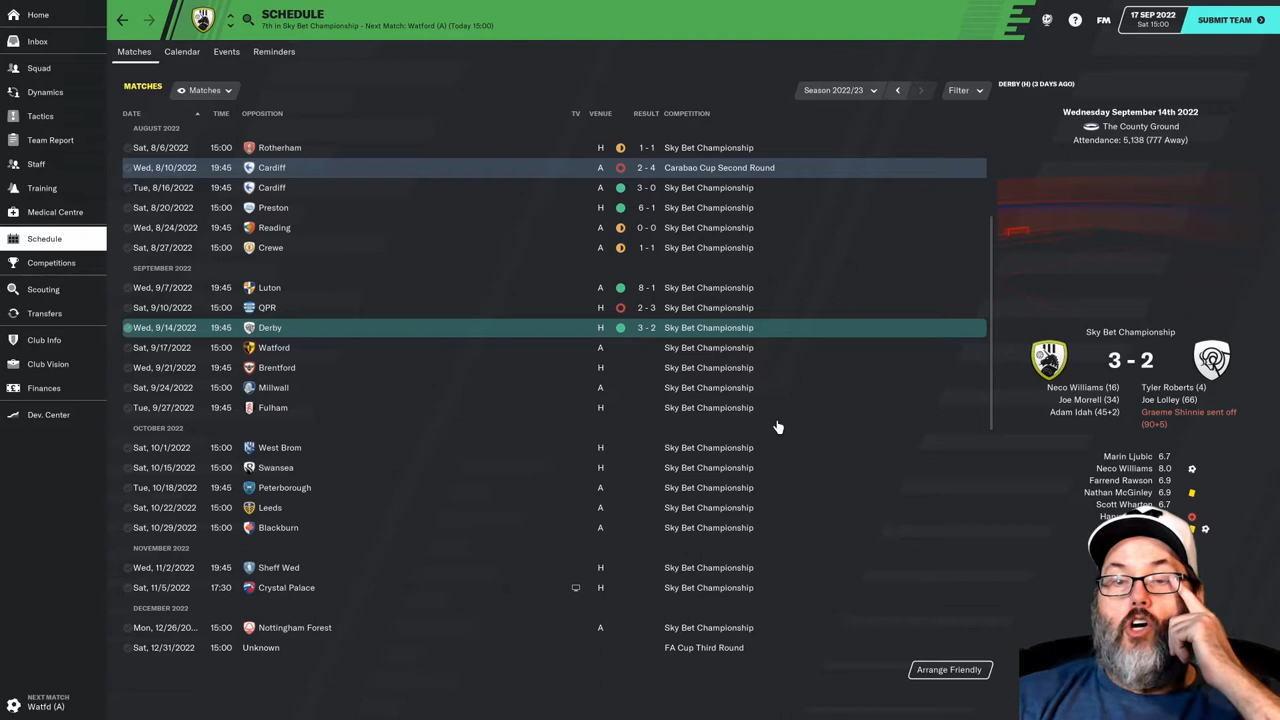 SCHEDULE
7th in Sky Bet Championship - Next Match: Watford (A) (Today 15:00)
FM
17 SEP 2022
Sat 15:00
SUBMIT TEAM
Home
Inbox
Squad
Dynamics
Tactics
Team Report
Staff
Training
Medical Centre
Schedule
Competitions
Scouting
Transfers
Club Info
Club Vision
Finances
Dev. Center
NEXT MATCH
Watfd (A)
Matches Calendar Events Reminders
MATCHES Matches Season 2022/23 Filter
DATE TIME OPPOSITION TV VENUE RESULT COMPETITION
AUGUST 2022
Sat, 8/6/2022 15:00 Rotherham H 1 - 1 Sky Bet Championship
Wed, 8/10/2022 19:45 Cardiff A 2 - 4 Carabao Cup Second Round
Tue, 8/16/2022 19:45 Cardiff A 3 - 0 Sky Bet Championship
Sat, 8/20/2022 15:00 Preston H 6 - 1 Sky Bet Championship
Wed, 8/24/2022 19:45 Reading A 0 - 0 Sky Bet Championship
Sat, 8/27/2022 15:00 Crewe A 1 - 1 Sky Bet Championship
SEPTEMBER 2022
Wed, 9/7/2022 19:45 Luton A 8 - 1 Sky Bet Championship
Sat, 9/10/2022 15:00 QPR H 2 - 3 Sky Bet Championship
Wed, 9/14/2022 19:45 Derby H 3 - 2 Sky Bet Championship
Sat, 9/17/2022 15:00 Watford A Sky Bet Championship
Wed, 9/21/2022 19:45 Brentford H Sky Bet Championship
Sat, 9/24/2022 15:00 Millwall A Sky Bet Championship
Tue, 9/27/2022 19:45 Fulham H Sky Bet Championship
OCTOBER 2022
Sat, 10/1/2022 15:00 West Brom H Sky Bet Championship
Sat, 10/15/2022 15:00 Swansea H Sky Bet Championship
Tue, 10/18/2022 19:45 Peterborough A Sky Bet Championship
Sat, 10/22/2022 15:00 Leeds A Sky Bet Championship
Sat, 10/29/2022 15:00 Blackburn A Sky Bet Championship
NOVEMBER 2022
Wed, 11/2/2022 19:45 Sheff Wed H Sky Bet Championship
Sat, 11/5/2022 17:30 Crystal Palace H Sky Bet Championship
DECEMBER 2022
Mon, 12/26/20... 15:00 Nottingham Forest A Sky Bet Championship
Sat, 12/31/2022 15:00 Unknown FA Cup Third Round
Arrange Friendly
DERBY (H) (3 DAYS AGO)
Wednesday September 14th 2022
The County Ground
Attendance: 5,138 (777 Away)
Sky Bet Championship
3 - 2
Neco Williams (16) Tyler Roberts (4)
Joe Morrell (34) Joe Lolley (66)
Adam Idah (45+2) Graeme Shinnie sent off
(90+5)
Marin Ljubic 6.7
Neco Williams 8.0
Farrend Rawson 6.9
Nathan McGinley 6.9
Scott Wharton 6.7